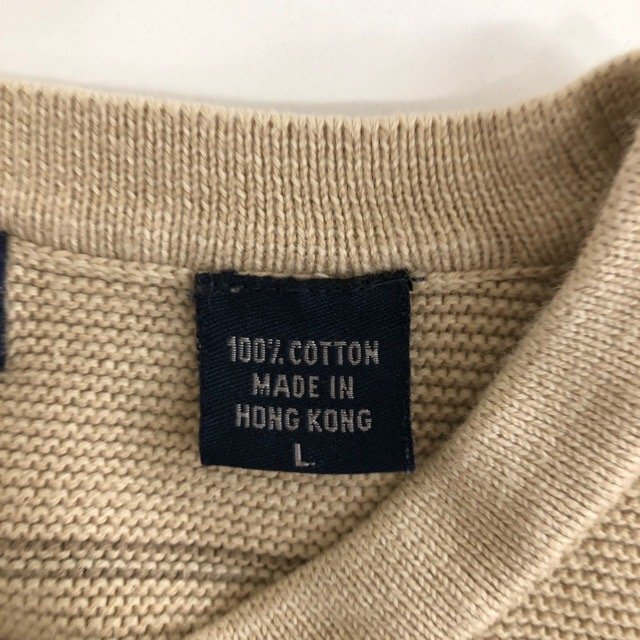 100% COTTON
MADE IN
HONG KONG
L